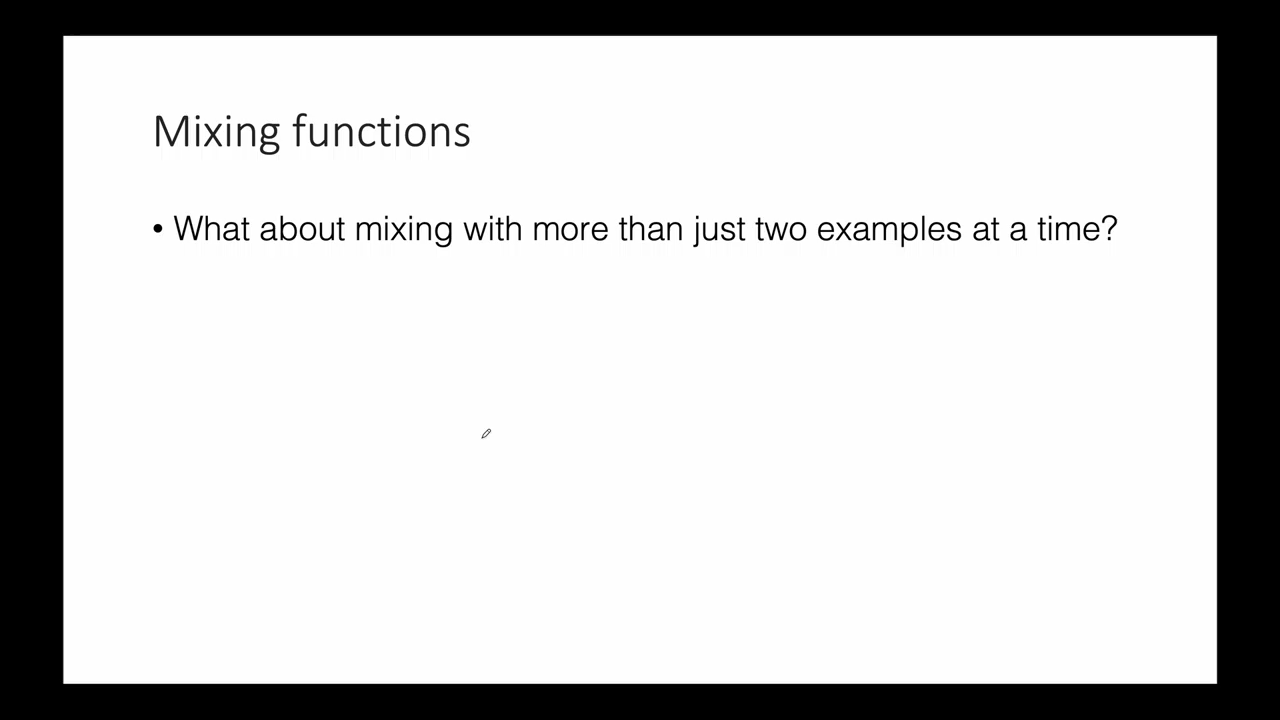 Mixing functions
• What about mixing with more than just two examples at a time?